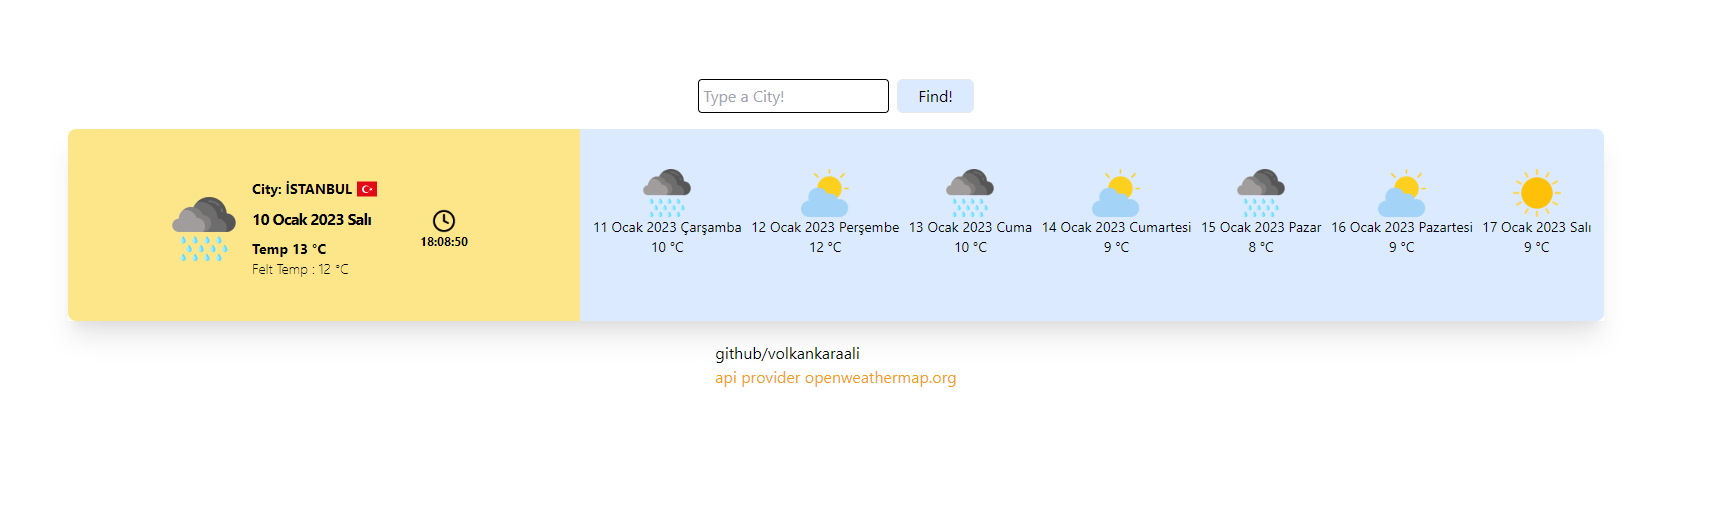 Type a City!
Find!
City: İSTANBUL
10 Ocak 2023 Salı
Temp 13 °C
Felt Temp : 12 °C
18:08:50
11 Ocak 2023 Çarşamba
10 °C
12 Ocak 2023 Perşembe
12 °C
13 Ocak 2023 Cuma
10 °C
14 Ocak 2023 Cumartesi
9 °C
15 Ocak 2023 Pazar
8 °C
16 Ocak 2023 Pazartesi
9 °C
17 Ocak 2023 Salı
9 °C
github/volkankaraali
api provider openweathermap.org